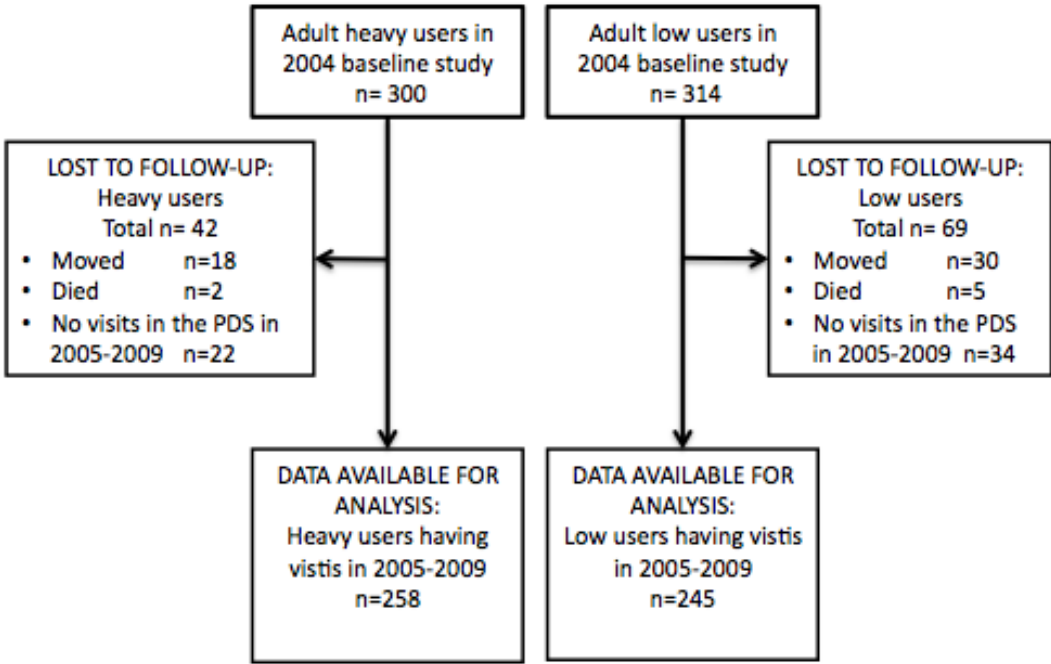 Adult heavy users in
2004 baseline study
n= 300
Adult low users in
2004 baseline study
n= 314
LOST TO FOLLOW-UP:
Heavy users
Total n= 42
• Moved n=18
• Died n=2
• No visits in the PDS in
2005-2009 n=22
LOST TO FOLLOW-UP:
Low users
Total n= 69
• Moved n=30
• Died n=5
• No visits in the PDS
in 2005-2009 n=34
DATA AVAILABLE FOR
ANALYSIS:
Heavy users having
vistis in 2005-2009
n=258
DATA AVAILABLE FOR
ANALYSIS:
Low users having vistis
in 2005-2009
n=245